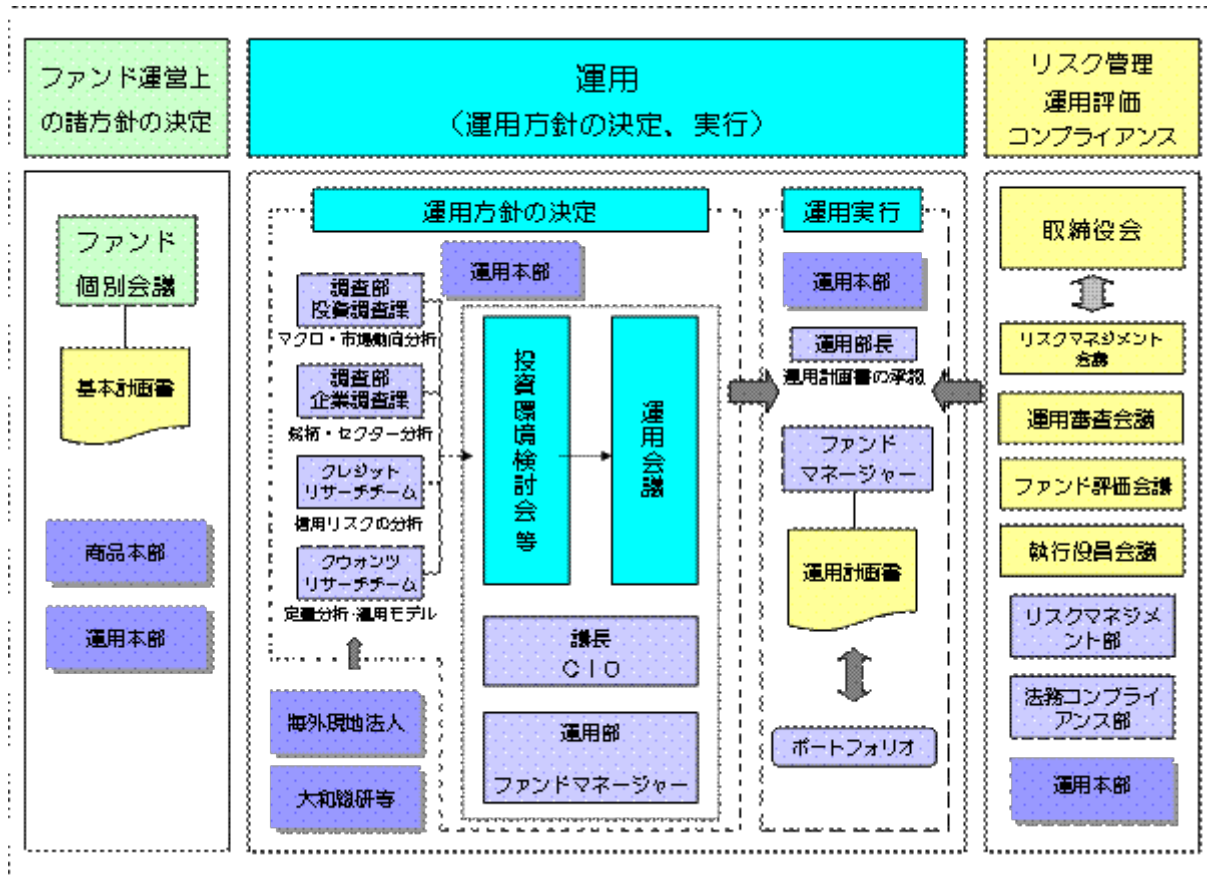 ファンド運営上
の諸方針の決定
運用
（運用方針の決定、実行）
リスク管理
運用評価
コンプライアンス
ファンド
個別会議
基本計画書
商品本部
運用本部
運用方針の決定
運用本部
調査部
投資調査課
マクロ・市場動向分析
調査部
企業調査課
銘柄・セクター分析
クレジット
リサーチチーム
信用リスクの分析
クウォンツ
リサーチチーム
定量分析・運用モデル
海外現地法人
大和総研等
投資環境検討会等
運用会議
議長
ＣＩＯ
運用部
ファンドマネージャー
運用実行
運用本部
運用部長
運用計画書の承認
ファンド
マネージャー
運用計画書
ポートフォリオ
取締役会
リスクマネジメント
会議
運用審査会議
ファンド評価会議
執行役員会議
リスクマネジメ
ント部
法務コンプライ
アンス部
運用本部